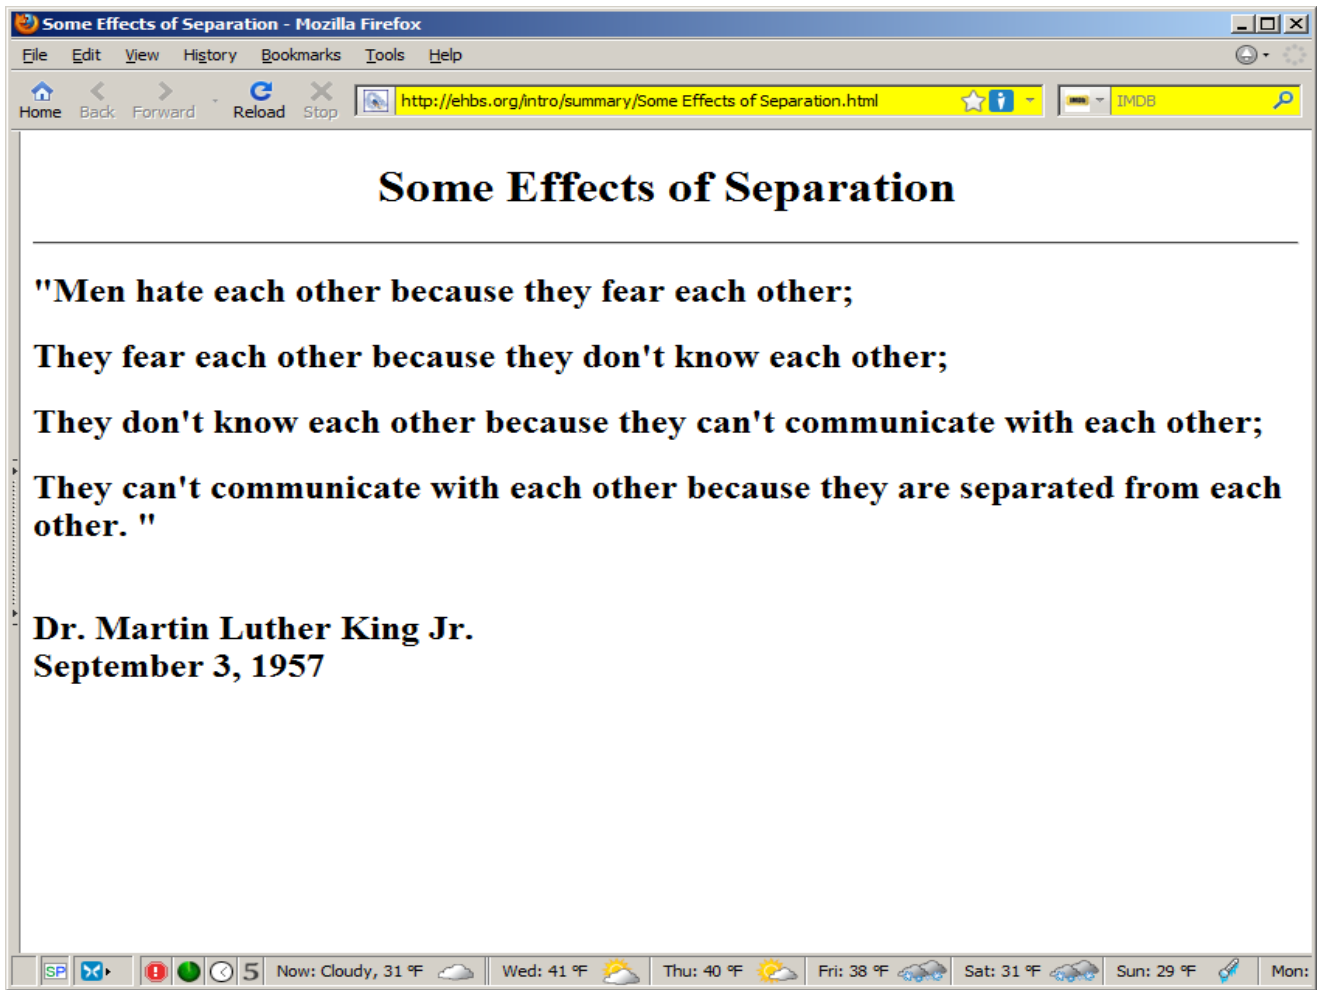 Some Effects of Separation - Mozilla Firefox
File Edit View History Bookmarks Tools Help
Home Back Forward Reload Stop http://ehbs.org/intro/summary/Some Effects of Separation.html IMDB
Some Effects of Separation
"Men hate each other because they fear each other;
They fear each other because they don't know each other;
They don't know each other because they can't communicate with each other;
They can't communicate with each other because they are separated from each
other. "
Dr. Martin Luther King Jr.
September 3, 1957
SP 5 Now: Cloudy, 31 °F Wed: 41 °F Thu: 40 °F Fri: 38 °F Sat: 31 °F Sun: 29 °F Mon: